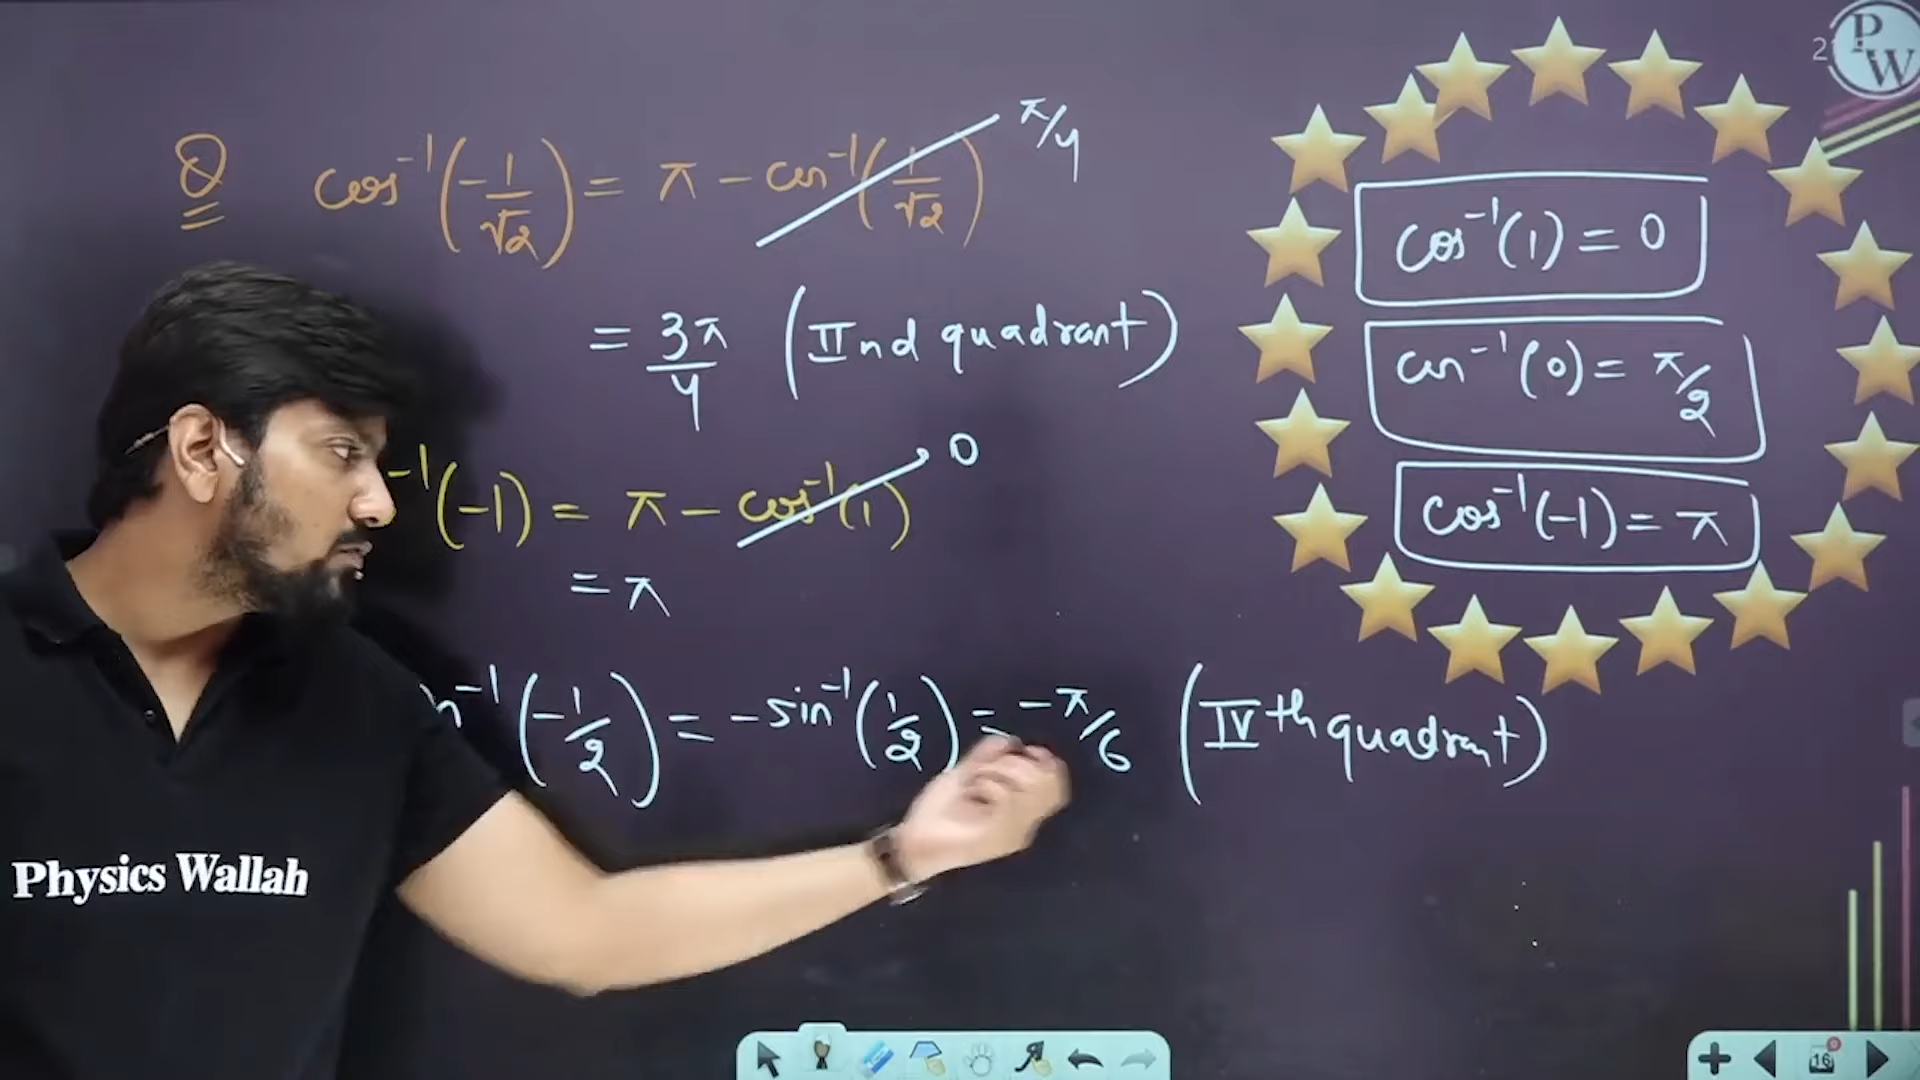 Q cos⁻¹(-1/√2) = π - cos⁻¹(1/√2) π/4
= 3π/4 (IInd quadrant)
⁻¹(-1) = π - cos⁻¹(1) 0
= π
n⁻¹(-1/2) = -sin⁻¹(1/2) = -π/6 (IVth quadrant)
cos⁻¹(1) = 0
cos⁻¹(0) = π/2
cos⁻¹(-1) = π
2
PW
Physics Wallah
16